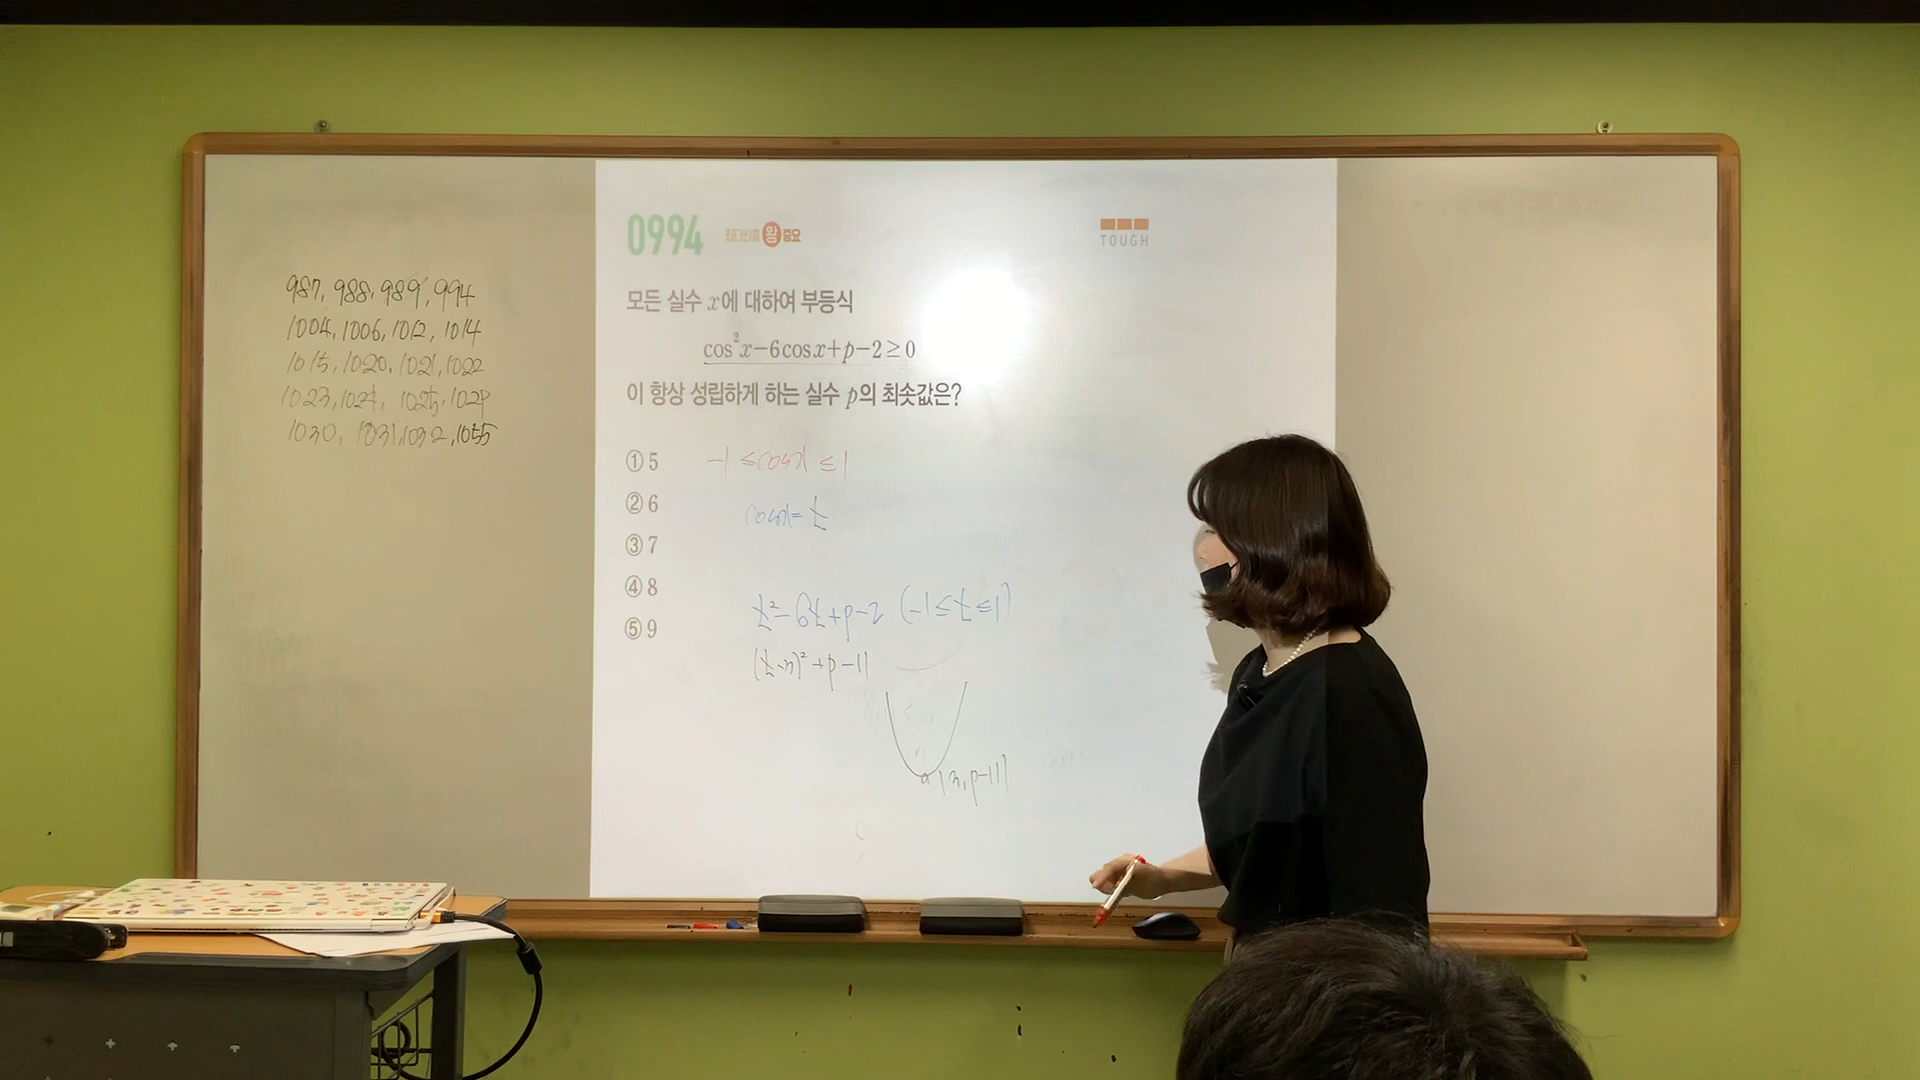 987, 988, 989, 994
1004, 1006, 1012, 1014
1015, 1020, 1021, 1022
1023, 1024, 1025, 1029
1030, 1031, 1032, 1055
0994
왕중요
TOUGH
모든 실수 x에 대하여 부등식
cos²x−6cosx+p−2≥0
이 항상 성립하게 하는 실수 p의 최솟값은?
① 5
② 6
③ 7
④ 8
⑤ 9
-1 ≤ cosx ≤ 1
cosx = t
t² - 6t + p - 2 (-1 ≤ t ≤ 1)
(t-3)² + p - 11
(3, p-11)